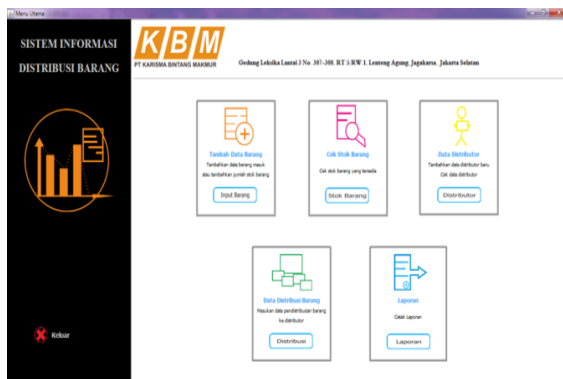 Menu Utama
SISTEM INFORMASI
DISTRIBUSI BARANG
KBM
PT KARISMA BINTANG MAKMUR
Gedung Leksika Lantai 3 No. 307-308, RT 5/RW 1, Lenteng Agung, Jagakarsa, Jakarta Selatan
Tambah Data Barang
Tambahkan data barang masuk
atau tambahkan jumlah stok barang
Input Barang
Cek Stok Barang
Cek stok barang yang tersedia
Stok Barang
Data Distributor
Tambahkan data distributor baru
Cek data distributor
Distributor
Data Distribusi Barang
Masukan data pendistribusian barang
ke distributor
Distribusi
Laporan
Cetak Laporan
Laporan
Keluar